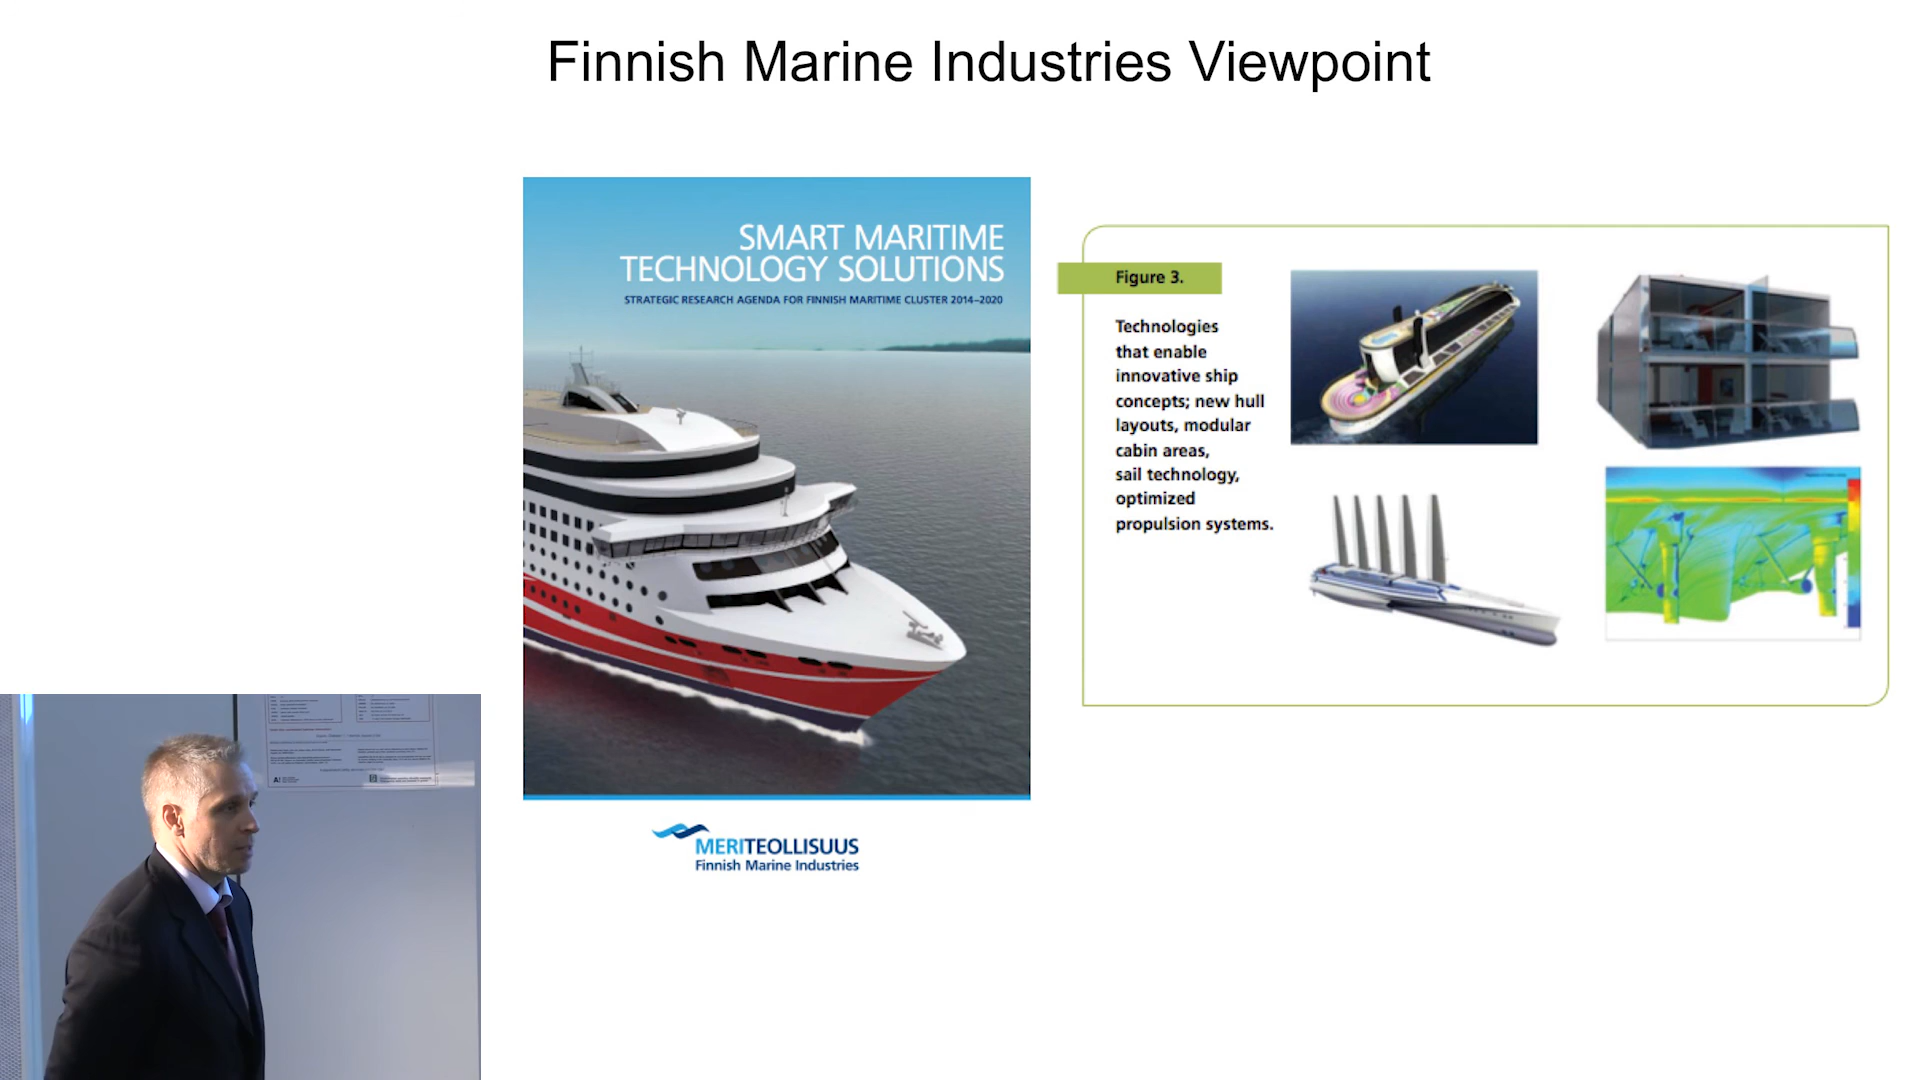 Finnish Marine Industries Viewpoint
SMART MARITIME
TECHNOLOGY SOLUTIONS
STRATEGIC RESEARCH AGENDA FOR FINNISH MARITIME CLUSTER 2014–2020
MERITEOLLISUUS
Finnish Marine Industries
Figure 3.
Technologies
that enable
innovative ship
concepts; new hull
layouts, modular
cabin areas,
sail technology,
optimized
propulsion systems.